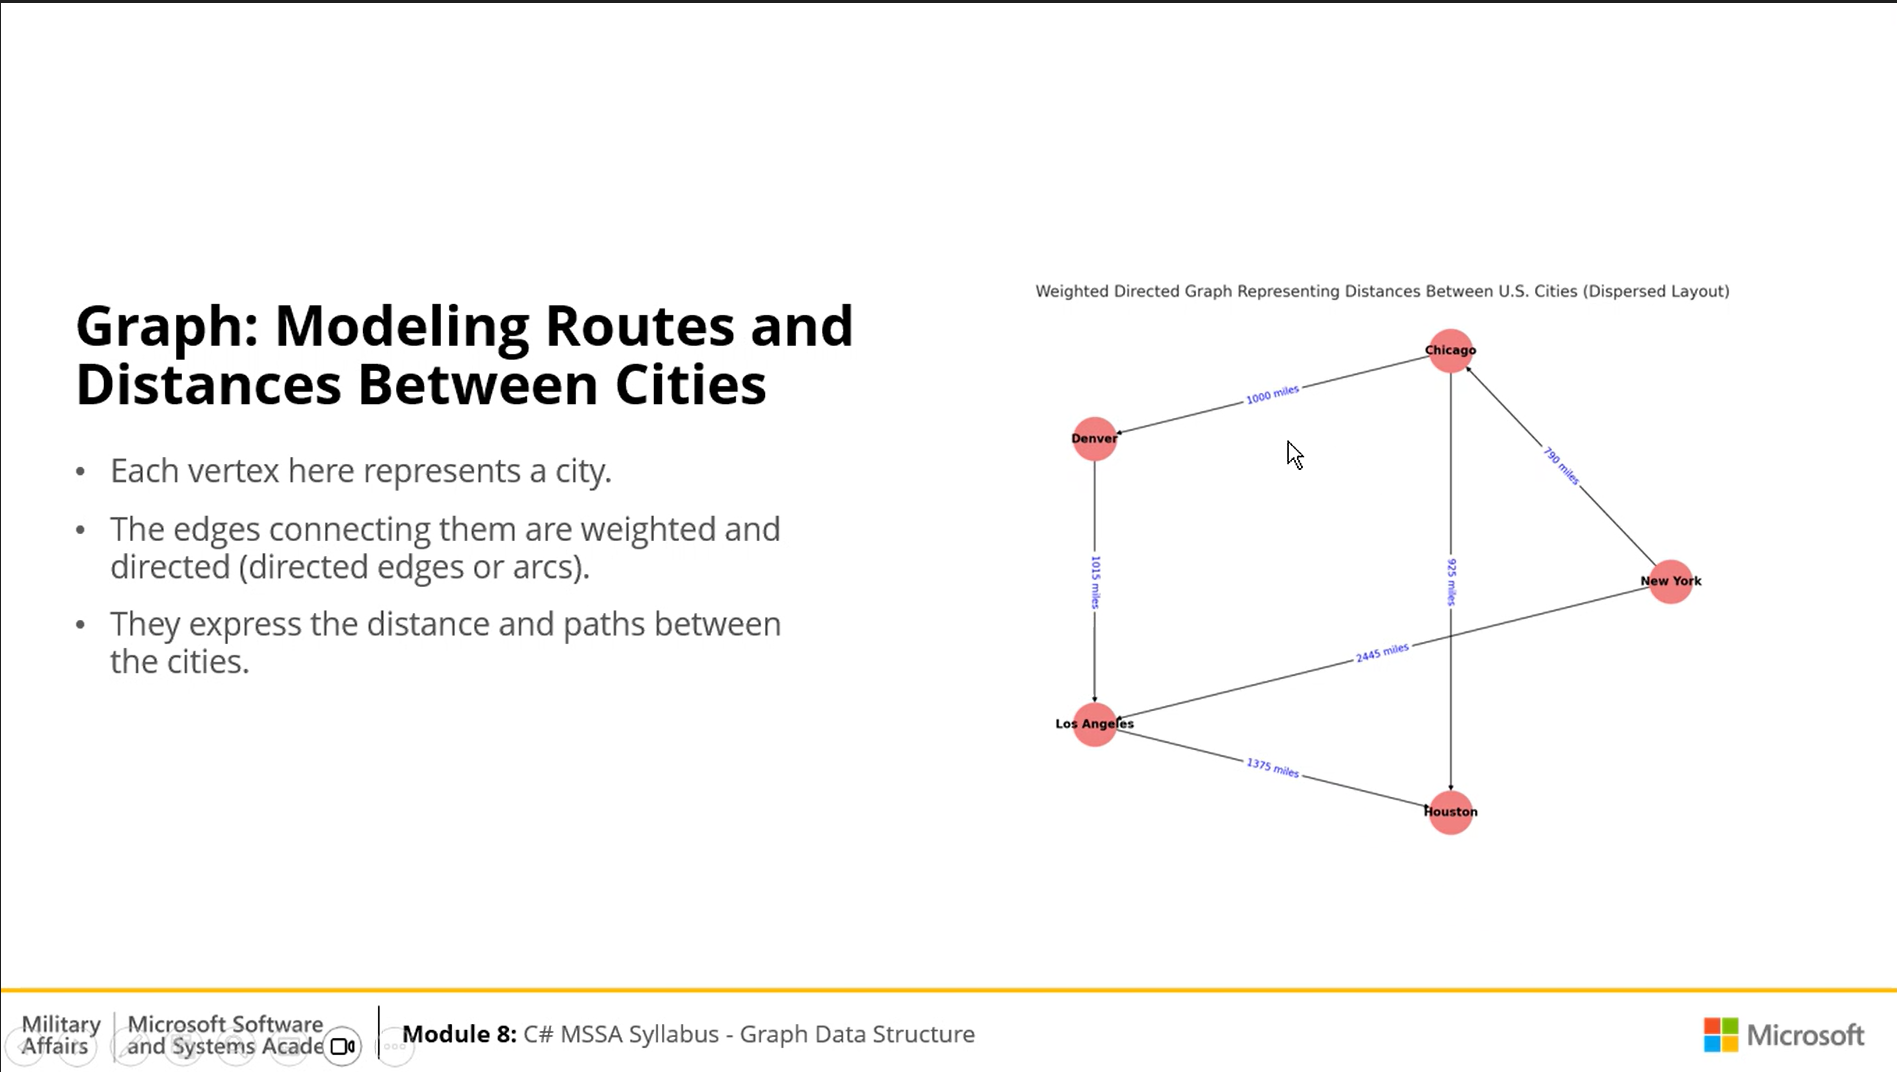 Graph: Modeling Routes and
Distances Between Cities
• Each vertex here represents a city.
• The edges connecting them are weighted and
directed (directed edges or arcs).
• They express the distance and paths between
the cities.
Weighted Directed Graph Representing Distances Between U.S. Cities (Dispersed Layout)
Chicago
1000 miles
Denver
790 miles
1015 miles
925 miles
New York
2445 miles
Los Angeles
1375 miles
Houston
Military
Affairs
Microsoft Software
and Systems Acade
Module 8: C# MSSA Syllabus - Graph Data Structure
Microsoft